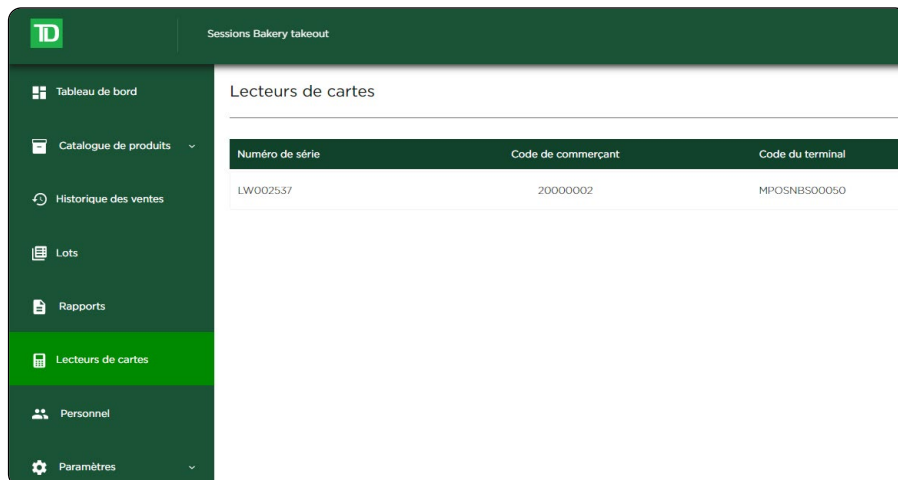 TD
Sessions Bakery takeout
Tableau de bord
Catalogue de produits
Historique des ventes
Lots
Rapports
Lecteurs de cartes
Personnel
Paramètres
Lecteurs de cartes
Numéro de série Code de commerçant Code du terminal
LW002537 20000002 MPOSNBS00050